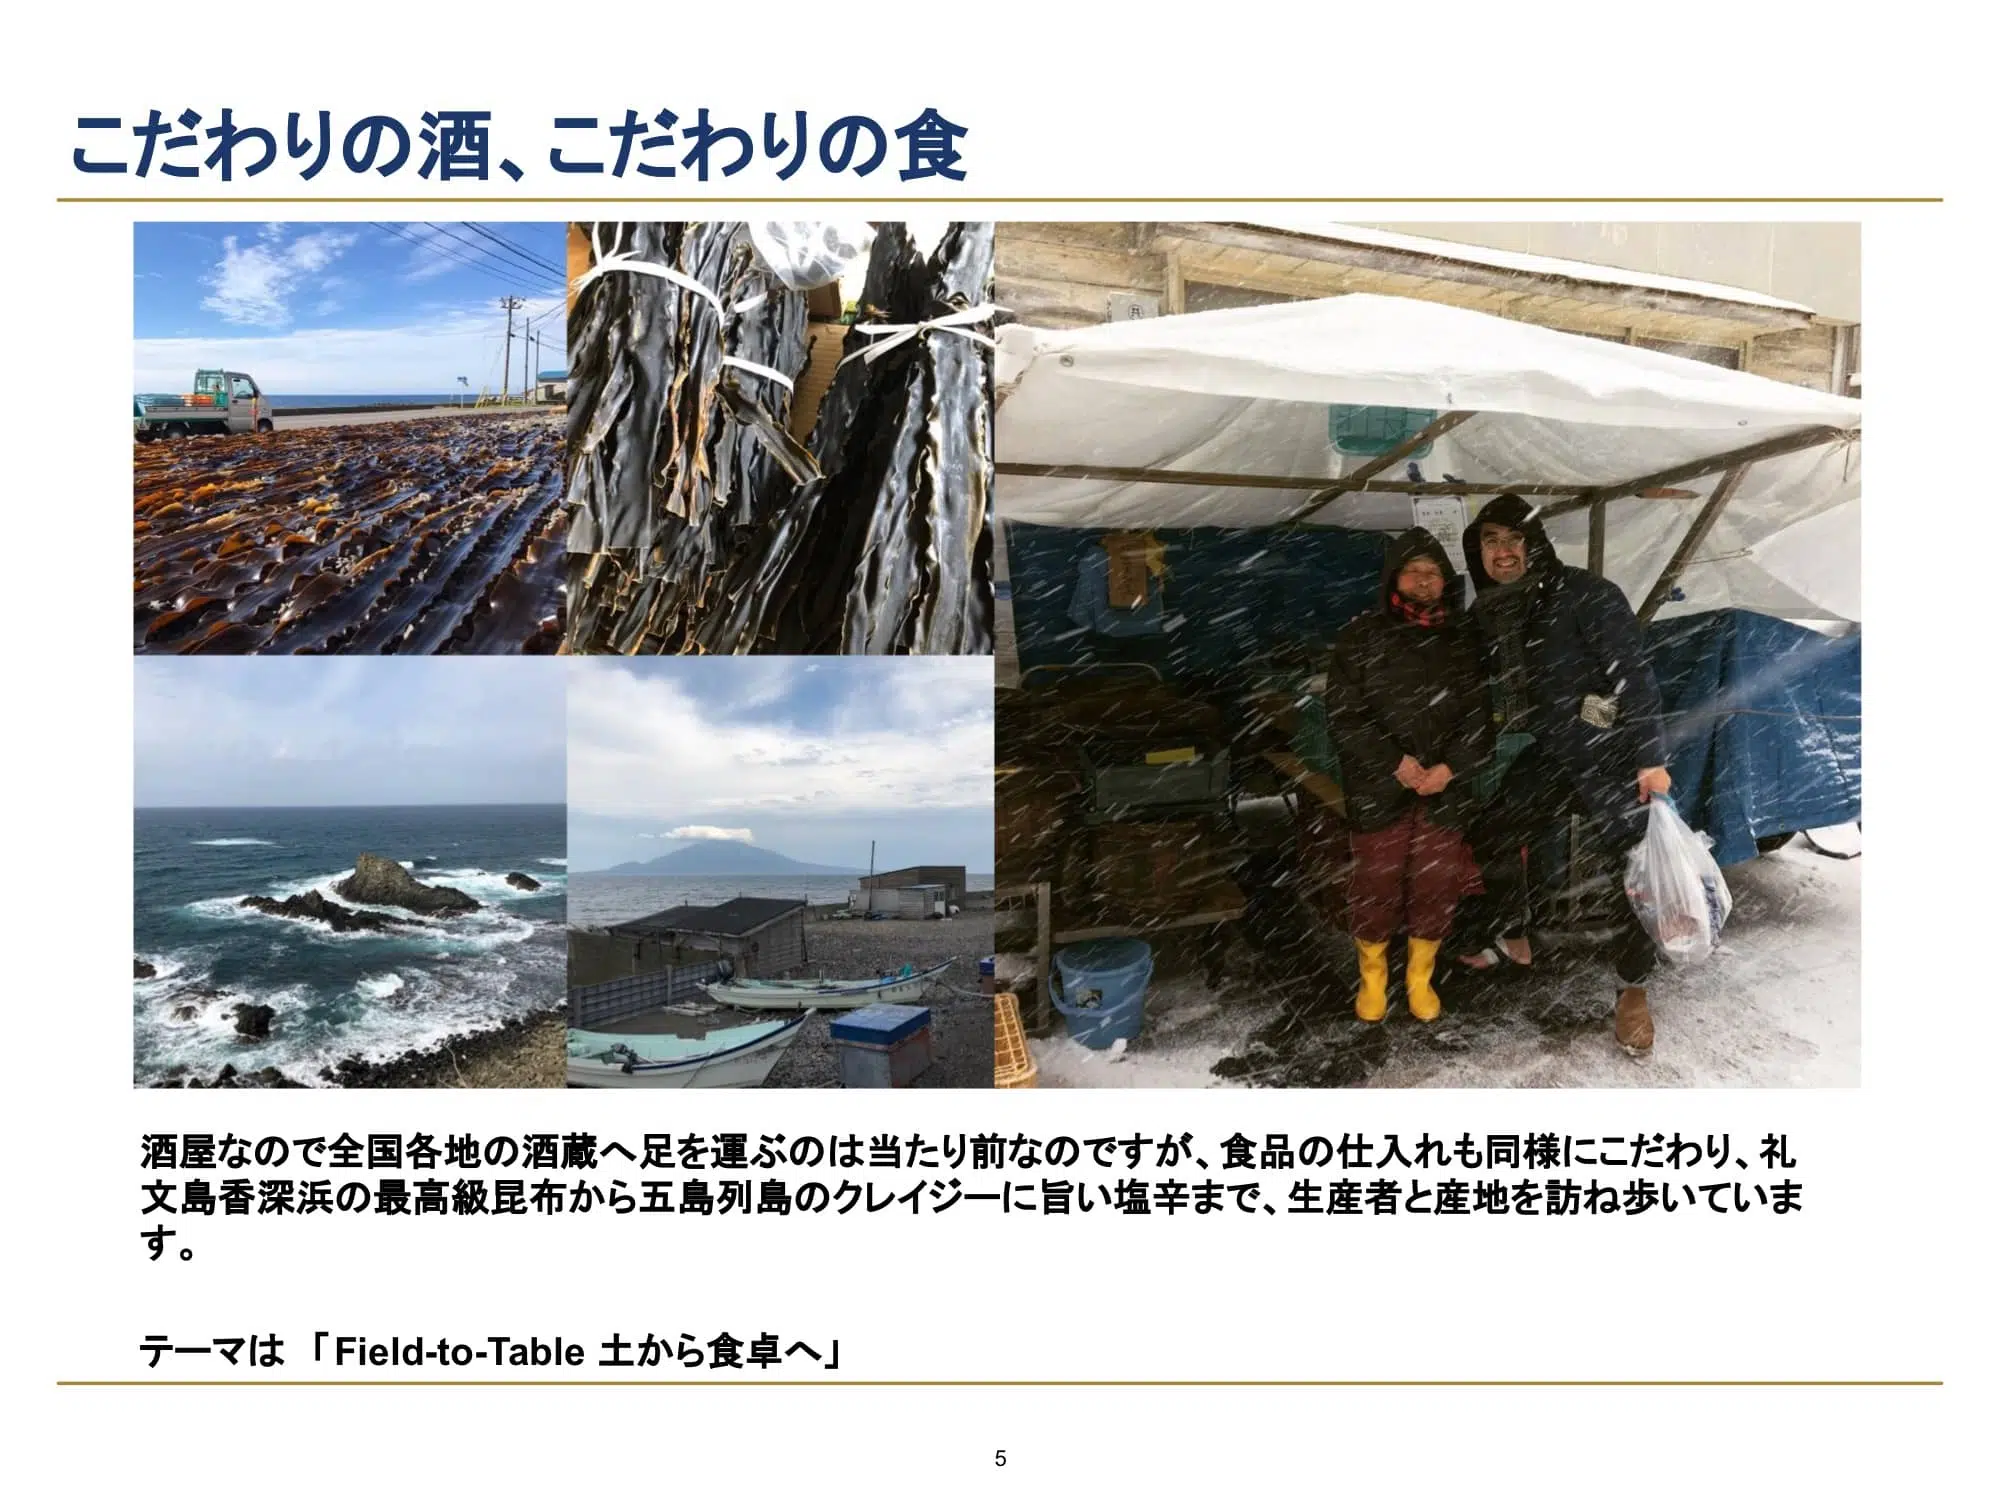 こだわりの酒、こだわりの食
酒屋なので全国各地の酒蔵へ足を運ぶのは当たり前なのですが、食品の仕入れも同様にこだわり、礼
文島香深浜の最高級昆布から五島列島のクレイジーに旨い塩辛まで、生産者と産地を訪ね歩いていま
す。
テーマは 「Field-to-Table 土から食卓へ」
5